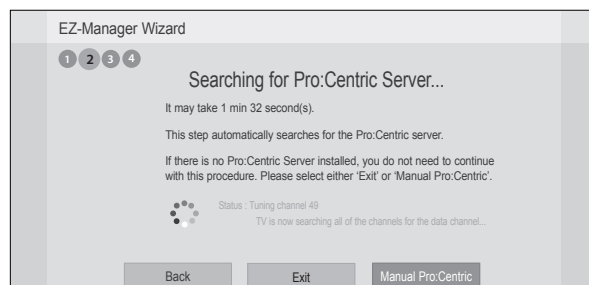 EZ-Manager Wizard
1 2 3 4
Searching for Pro:Centric Server...
It may take 1 min 32 second(s).
This step automatically searches for the Pro:Centric server.
If there is no Pro:Centric Server installed, you do not need to continue
with this procedure. Please select either ‘Exit’ or ‘Manual Pro:Centric’.
Status : Tuning channel 49
TV is now searching all of the channels for the data channel...
Back Exit Manual Pro:Centric